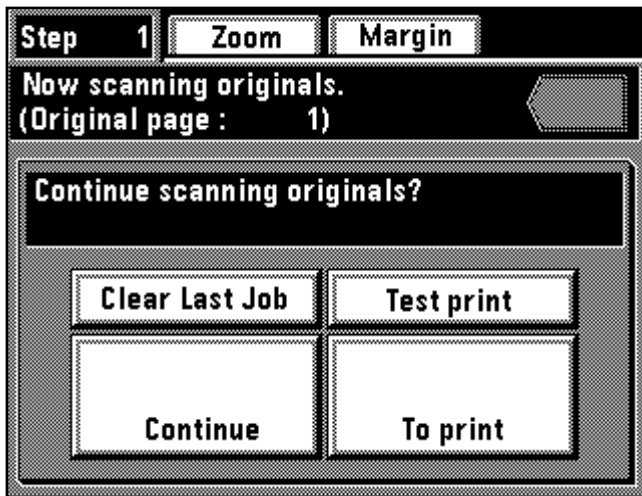 Step 1 Zoom Margin
Now scanning originals.
(Original page : 1)
Continue scanning originals?
Clear Last Job Test print
Continue To print